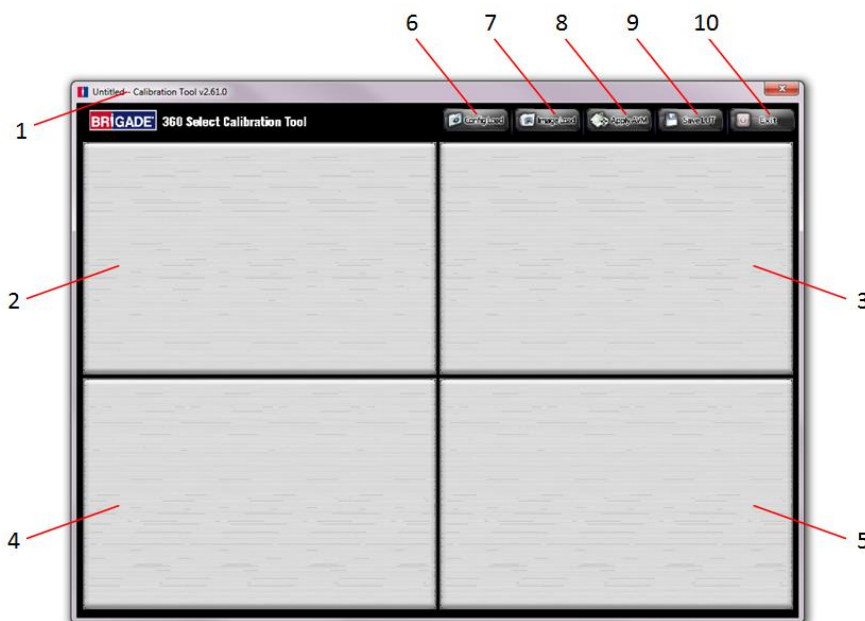 6 7 8 9 10
Untitled - Calibration Tool v2.61.0
1
BRIGADE 360 Select Calibration Tool
Config Load Image Load Apply AVM Save LUT Exit
2 3
4 5